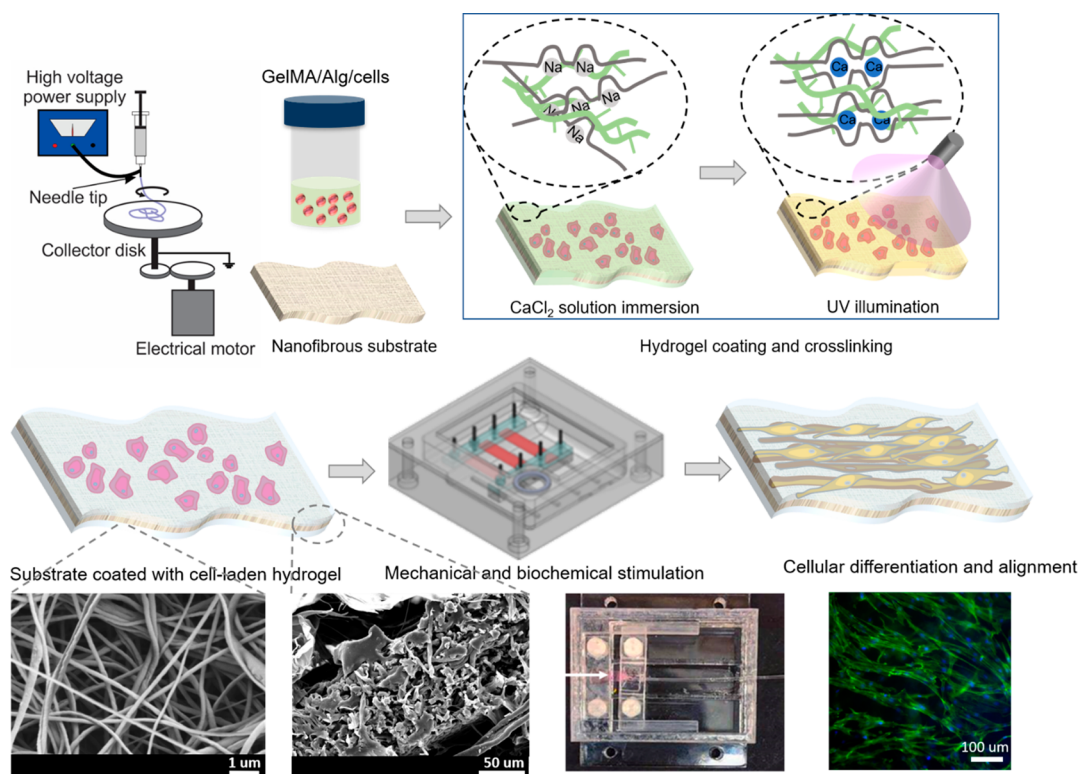 High voltage
power supply
Needle tip
Collector disk
Electrical motor
GelMA/Alg/cells
Nanofibrous substrate
Na
Na
Na
Na
Na
CaCl₂ solution immersion
Ca
Ca
Ca
Ca
UV illumination
Hydrogel coating and crosslinking
Substrate coated with cell-laden hydrogel
Mechanical and biochemical stimulation
Cellular differentiation and alignment
1 um
50 um
100 um